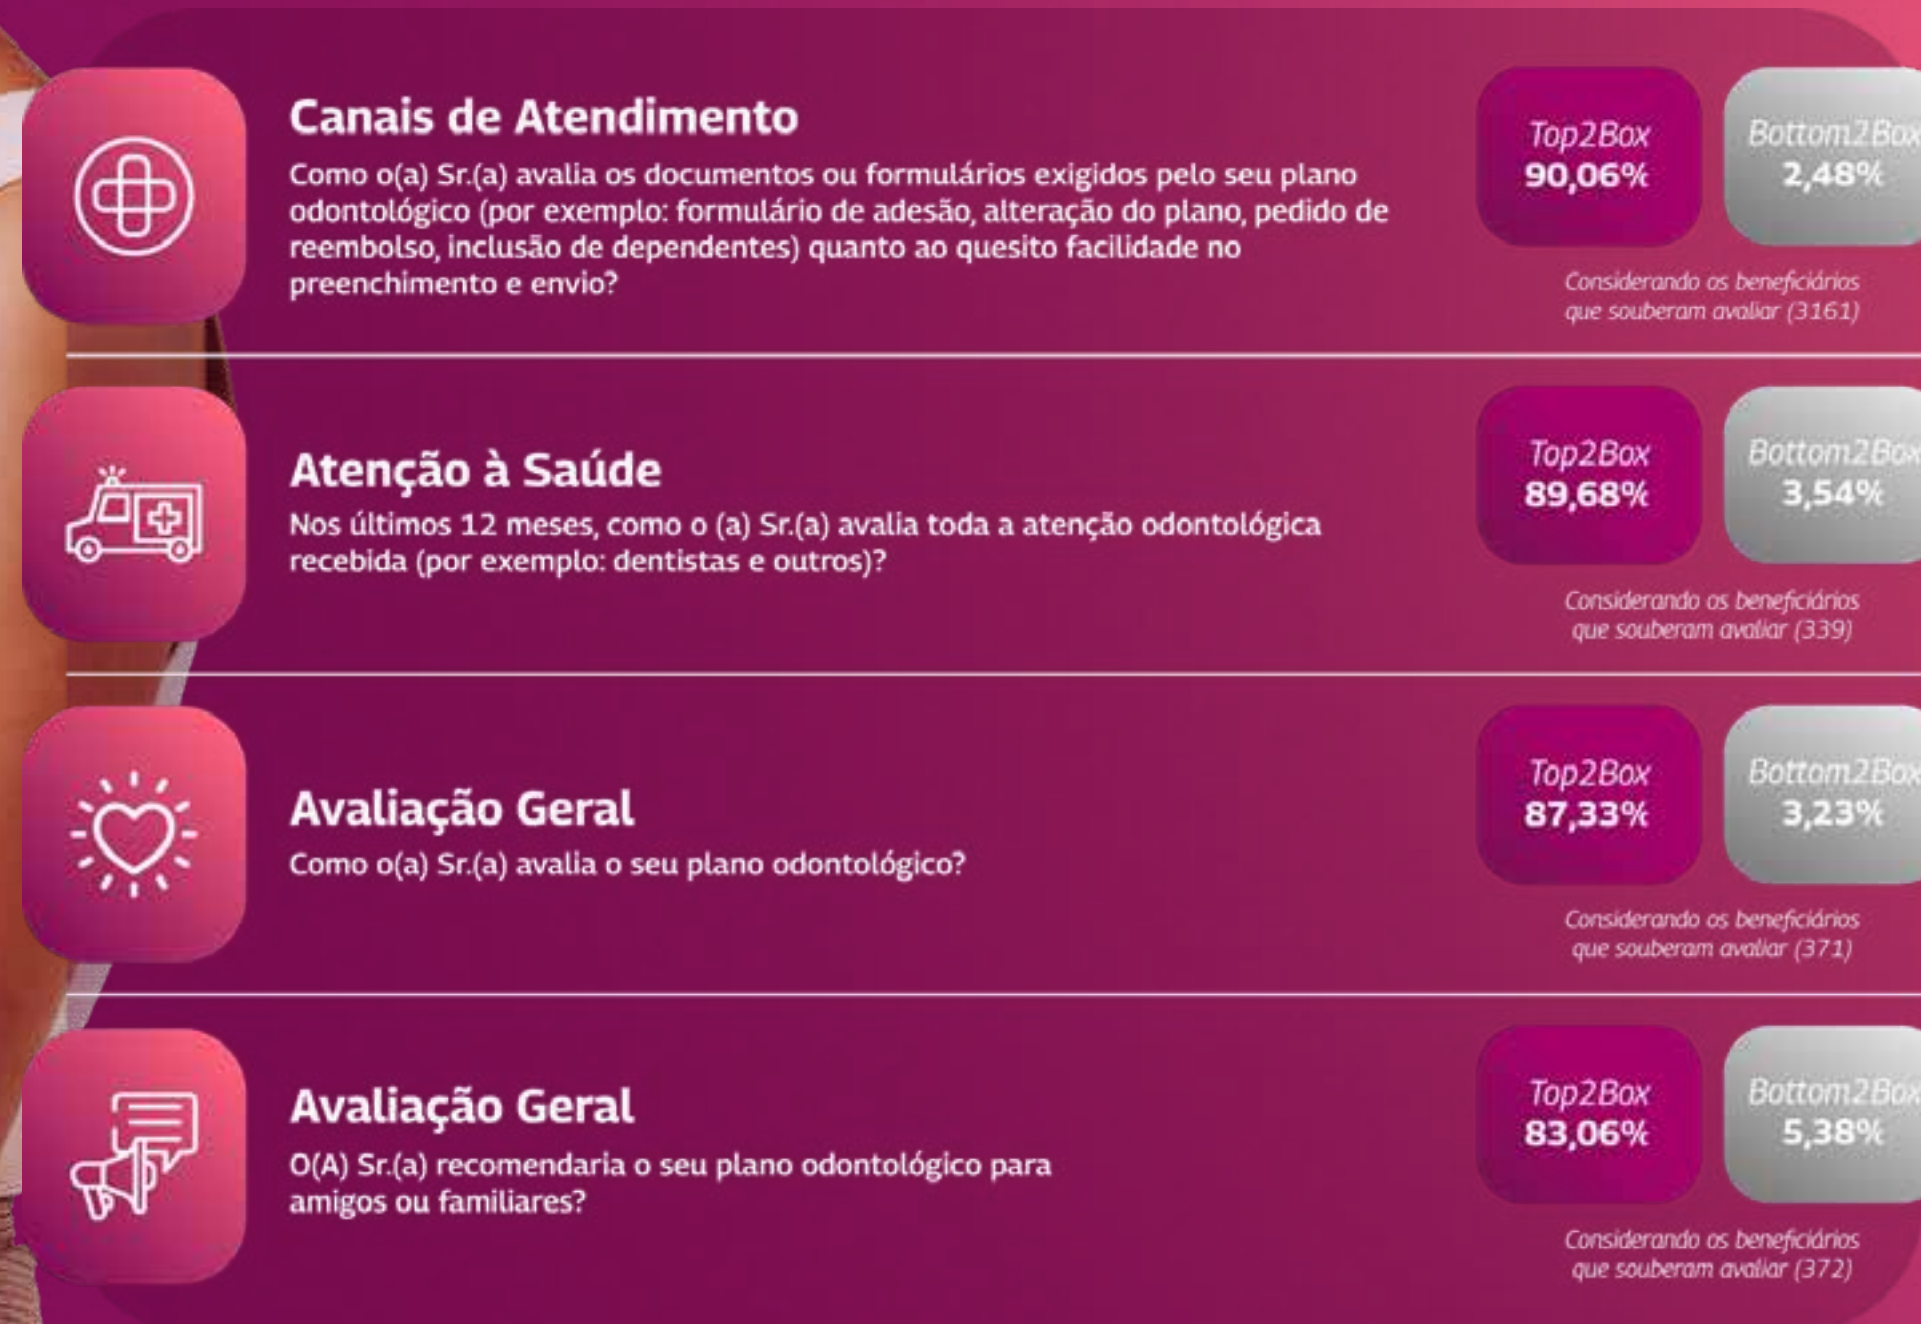 Canais de Atendimento
Como o(a) Sr.(a) avalia os documentos ou formulários exigidos pelo seu plano
odontológico (por exemplo: formulário de adesão, alteração do plano, pedido de
reembolso, inclusão de dependentes) quanto ao quesito facilidade no
preenchimento e envio?
Top2Box
90,06%
Bottom2Box
2,48%
Considerando os beneficiários
que souberam avaliar (3161)
Atenção à Saúde
Nos últimos 12 meses, como o (a) Sr.(a) avalia toda a atenção odontológica
recebida (por exemplo: dentistas e outros)?
Top2Box
89,68%
Bottom2Box
3,54%
Considerando os beneficiários
que souberam avaliar (339)
Avaliação Geral
Como o(a) Sr.(a) avalia o seu plano odontológico?
Top2Box
87,33%
Bottom2Box
3,23%
Considerando os beneficiários
que souberam avaliar (371)
Avaliação Geral
O(A) Sr.(a) recomendaria o seu plano odontológico para
amigos ou familiares?
Top2Box
83,06%
Bottom2Box
5,38%
Considerando os beneficiários
que souberam avaliar (372)